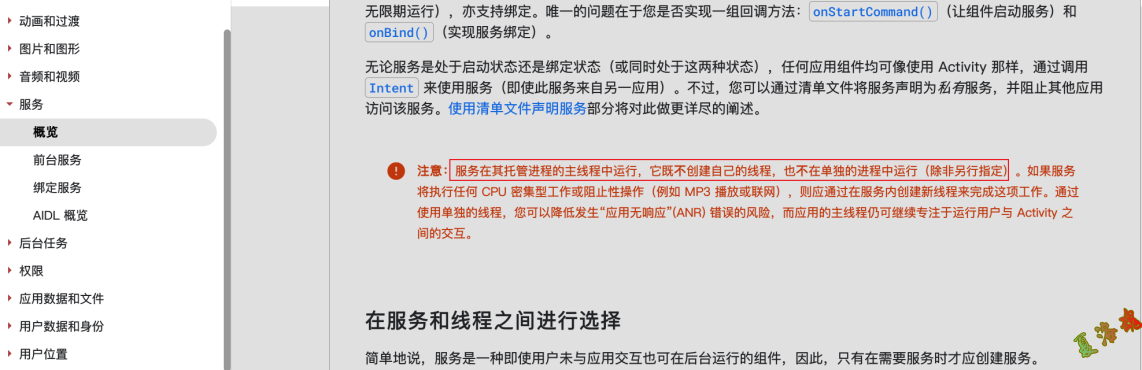 动画和过渡
图片和图形
音频和视频
服务
概览
前台服务
绑定服务
AIDL 概览
后台任务
权限
应用数据和文件
用户数据和身份
用户位置
无限期运行），亦支持绑定。唯一的问题在于您是否实现一组回调方法：onStartCommand()（让组件启动服务）和
onBind()（实现服务绑定）。
无论服务是处于启动状态还是绑定状态（或同时处于这两种状态），任何应用组件均可像使用 Activity 那样，通过调用
Intent 来使用服务（即使此服务来自另一应用）。不过，您可以通过清单文件将服务声明为私有服务，并阻止其他应用
访问该服务。使用清单文件声明服务部分将对此做更详尽的阐述。
注意：服务在其托管进程的主线程中运行，它既不创建自己的线程，也不在单独的进程中运行（除非另行指定）。如果服务
将执行任何 CPU 密集型工作或阻止性操作（例如 MP3 播放或联网），则应通过在服务内创建新线程来完成这项工作。通过
使用单独的线程，您可以降低发生“应用无响应”(ANR) 错误的风险，而应用的主线程仍可继续专注于运行用户与 Activity 之
间的交互。
在服务和线程之间进行选择
简单地说，服务是一种即使用户未与应用交互也可在后台运行的组件，因此，只有在需要服务时才应创建服务。